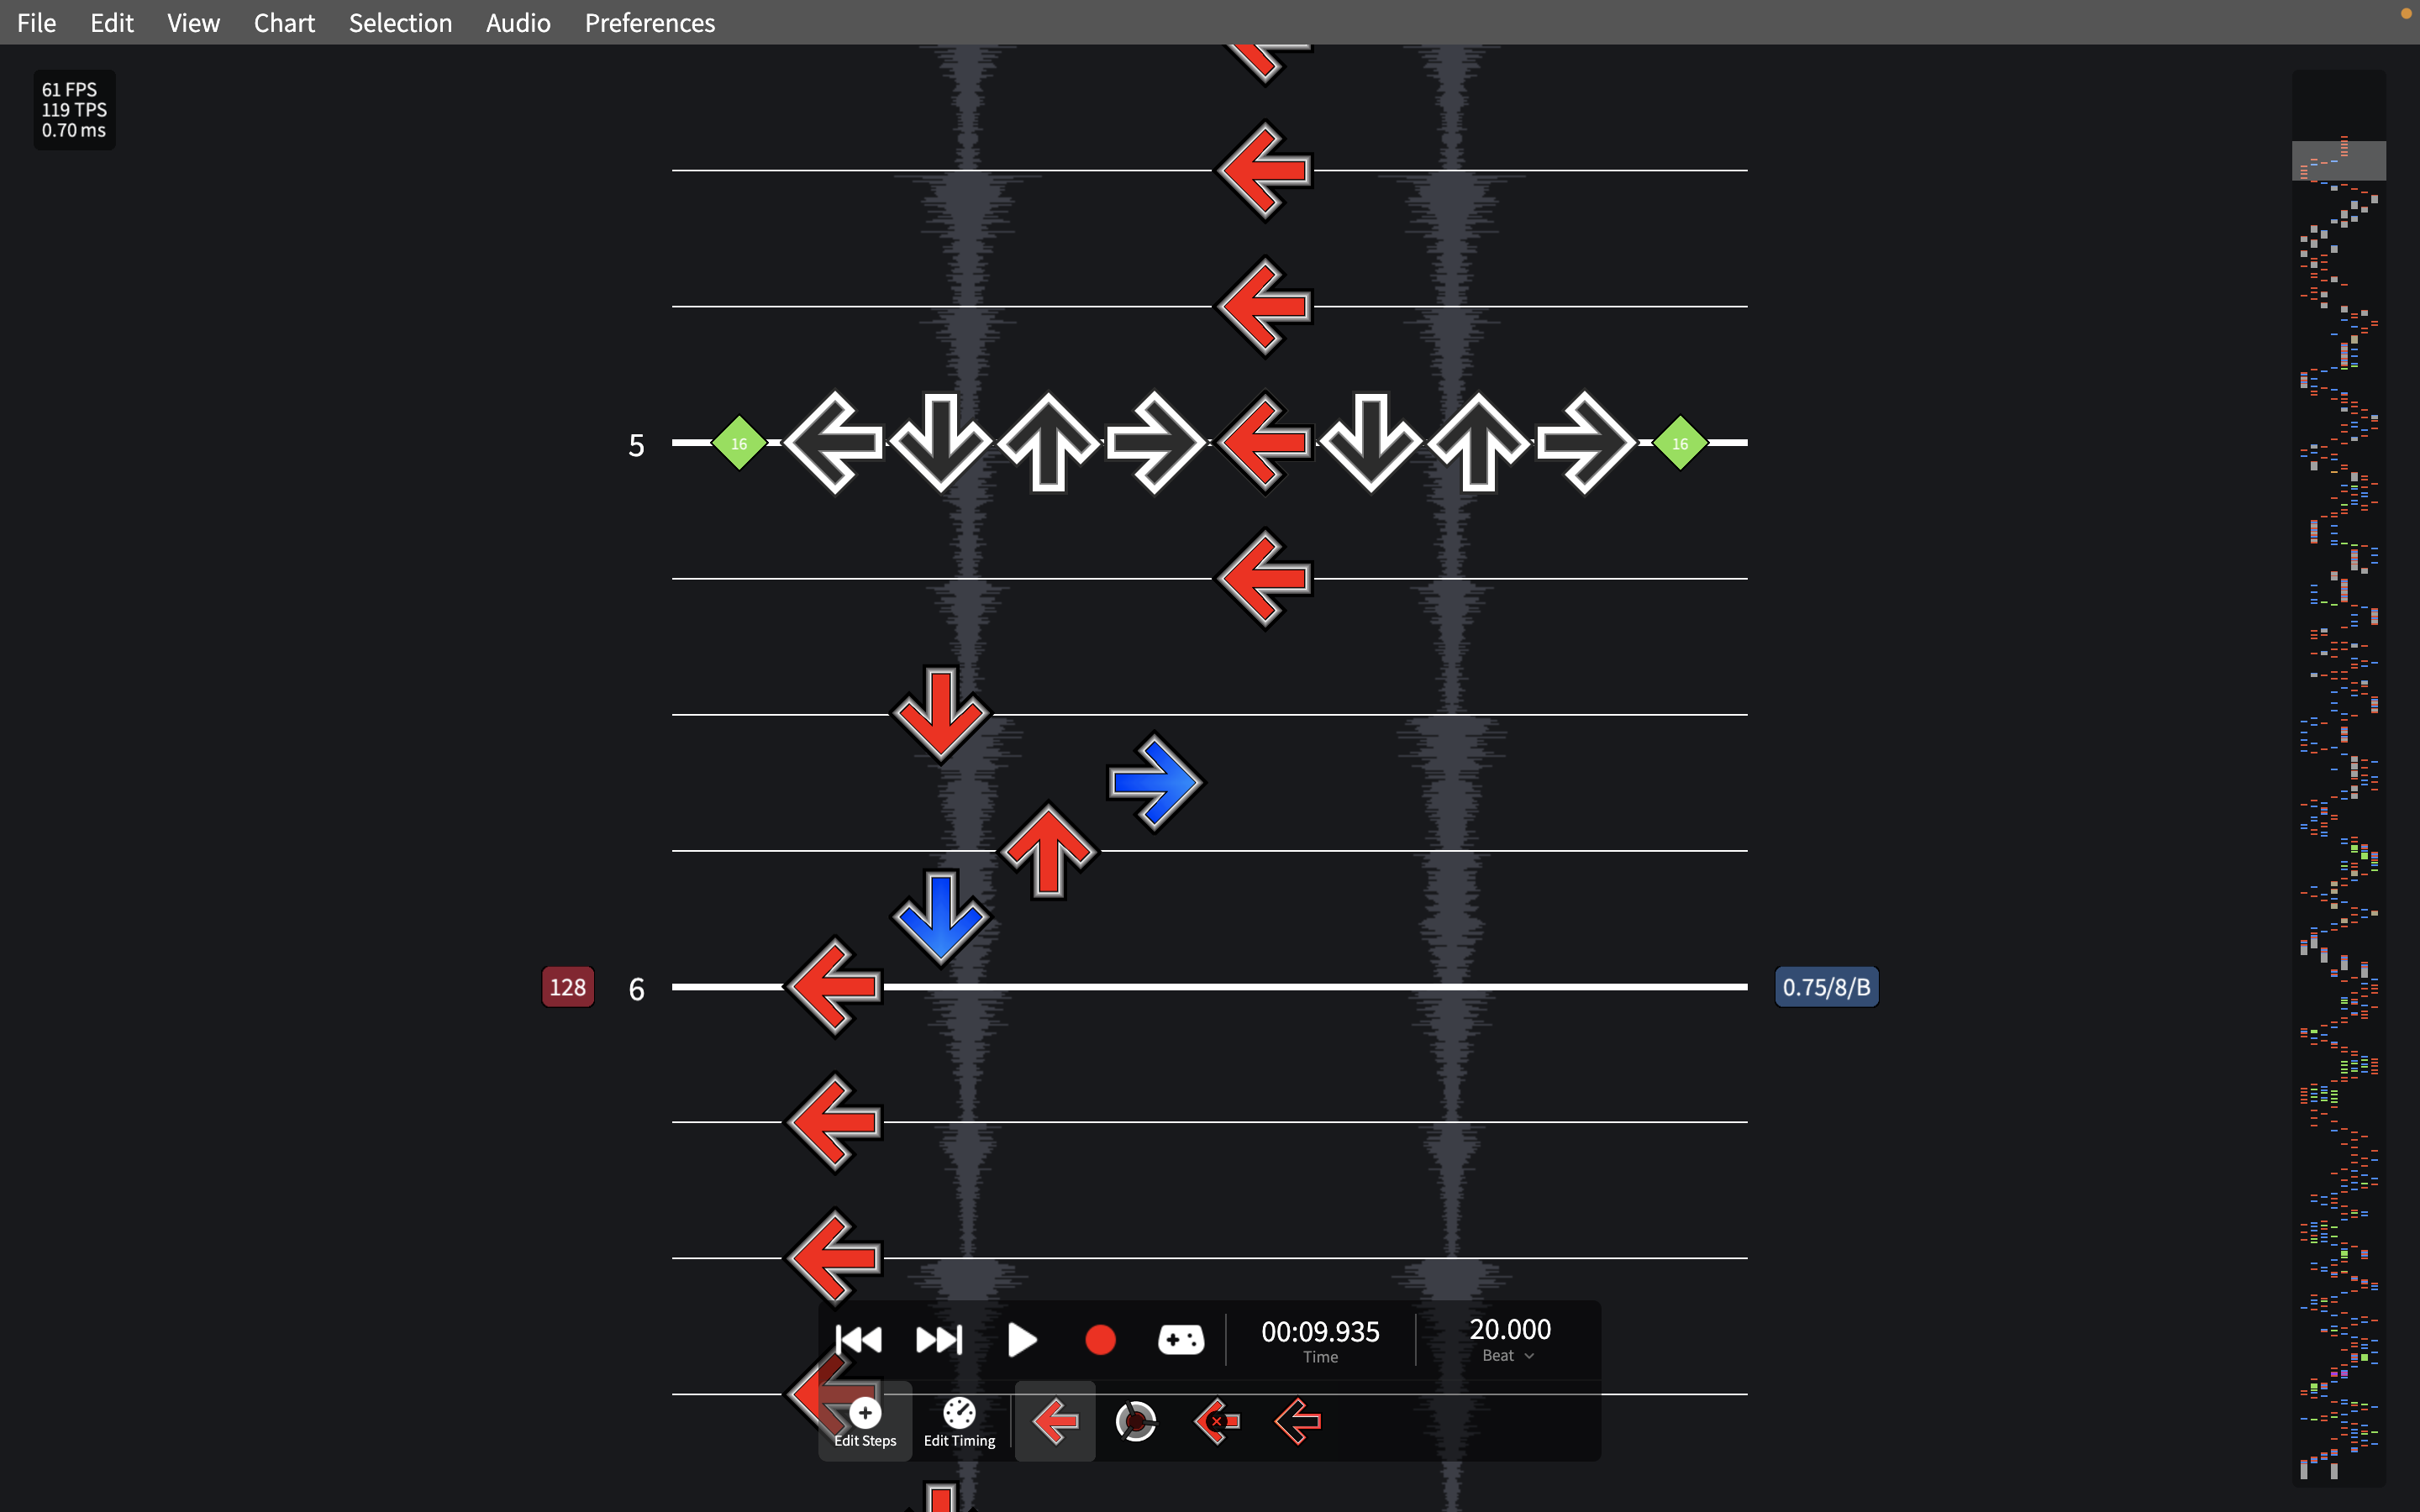 File Edit View Chart Selection Audio Preferences
61 FPS
119 TPS
0.70 ms
5 16 16
128 6 0.75/8/B
00:09.935 20.000
Time Beat
Edit Steps Edit Timing